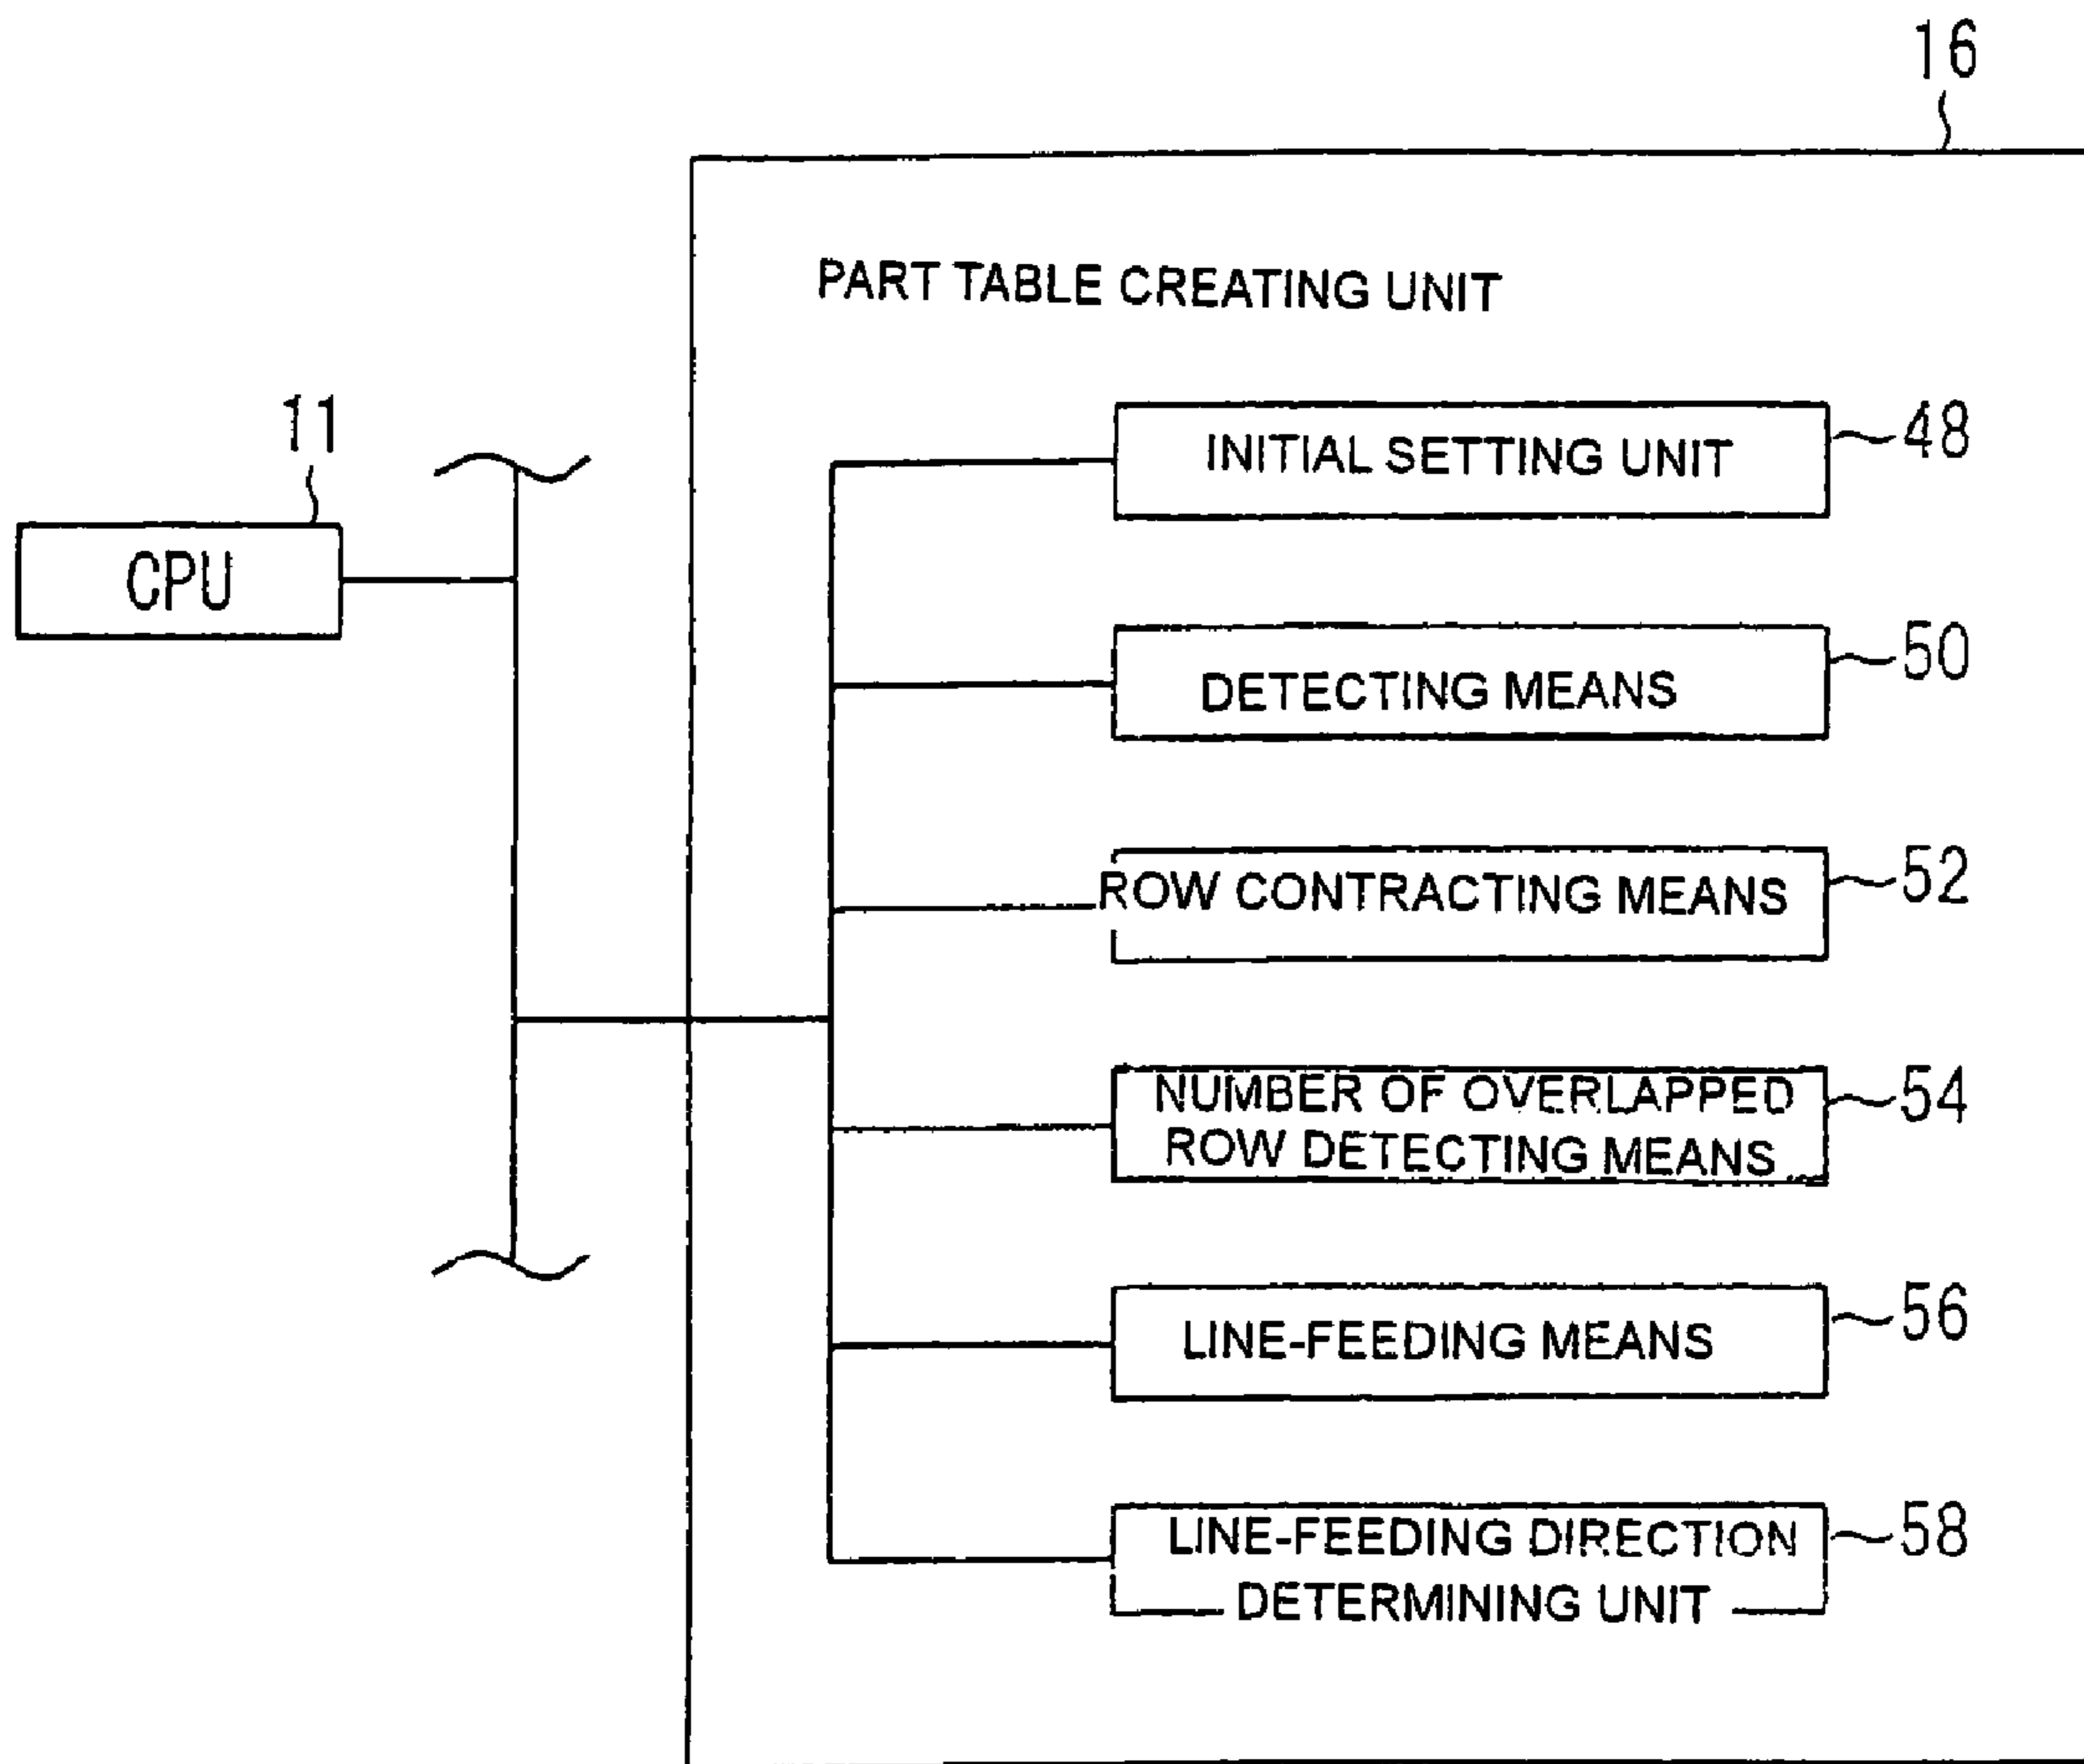 16
PART TABLE CREATING UNIT
11
CPU
INITIAL SETTING UNIT
48
DETECTING MEANS
50
ROW CONTRACTING MEANS
52
NUMBER OF OVERLAPPED
ROW DETECTING MEANS
54
LINE-FEEDING MEANS
56
LINE-FEEDING DIRECTION
DETERMINING UNIT
58